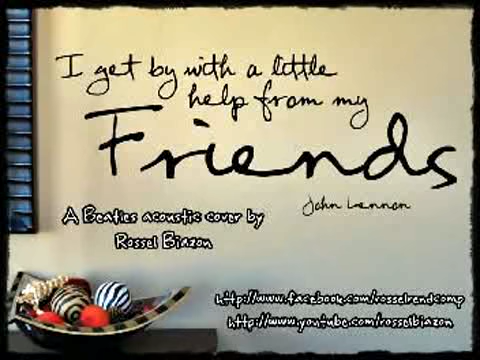 I get by with a little
help from my
Friends
John Lennon
A Beatles acoustic cover by
Rossel Biazon
http://www.facebook.com/rosselrendcomp
http://www.youtube.com/rosselbiazon